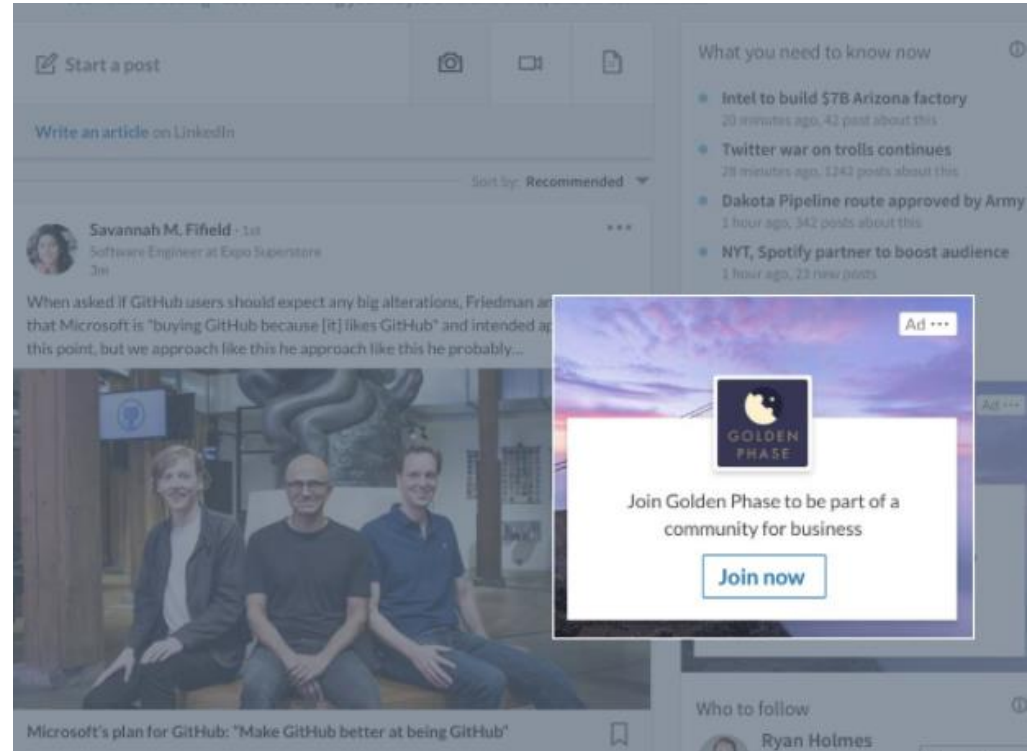 Start a post
Write an article on LinkedIn
Sort by: Recommended
Savannah M. Fifield · 1st
Software Engineer at Expo Superstore
3m
When asked if GitHub users should expect any big alterations, Friedman
that Microsoft is "buying GitHub because [it] likes GitHub" and intended
this point, but we approach like this he approach like this he probably...
Microsoft's plan for GitHub: "Make GitHub better at being GitHub"
What you need to know now
Intel to build $7B Arizona factory
20 minutes ago, 42 post about this
Twitter war on trolls continues
28 minutes ago, 1242 posts about this
Dakota Pipeline route approved by Army
1 hour ago, 342 posts about this
NYT, Spotify partner to boost audience
1 hour ago, 23 new posts
Ad ···
GOLDEN
PHASE
Join Golden Phase to be part of a
community for business
Join now
Ad ···
Who to follow
Ryan Holmes